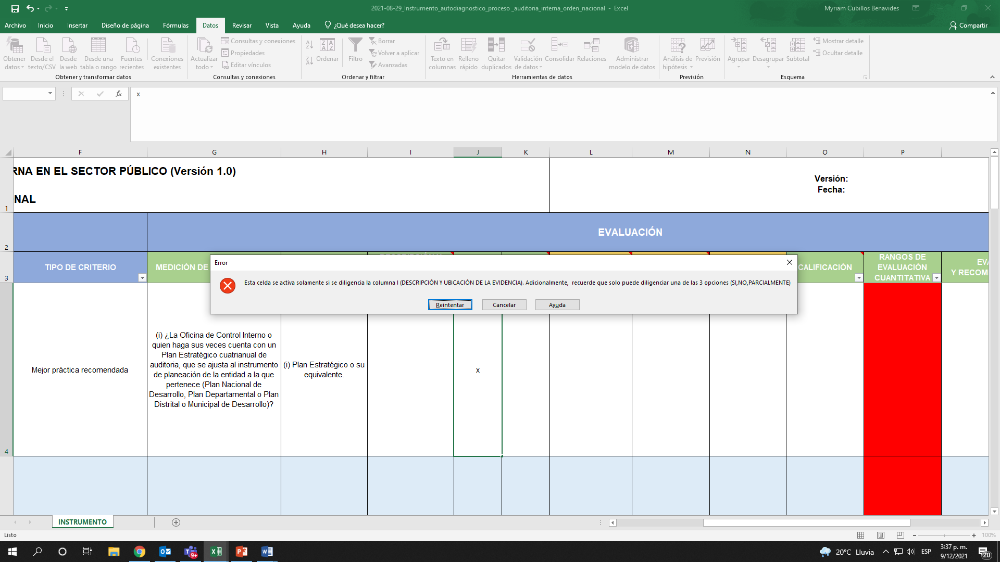 2021-08-29_Instrumento_autodiagnostico_proceso _auditoria_interna_orden_nacional - Excel
Myriam Cubillos Benavides
Archivo Inicio Insertar Diseño de página Fórmulas Datos Revisar Vista Ayuda ¿Qué desea hacer? Compartir
Obtener datos
Desde el texto/CSV
Desde la web
Desde una tabla o rango
Fuentes recientes
Conexiones existentes
Obtener y transformar datos
Actualizar todo
Consultas y conexiones
Propiedades
Editar vínculos
Consultas y conexiones
Ordenar
Filtro
Borrar
Volver a aplicar
Avanzadas
Ordenar y filtrar
Texto en columnas
Relleno rápido
Quitar duplicados
Validación de datos
Consolidar
Relaciones
Administrar modelo de datos
Herramientas de datos
Análisis de hipótesis
Previsión
Previsión
Agrupar
Desagrupar
Subtotal
Mostrar detalle
Ocultar detalle
Esquema
fx x
F G H I J K L M N O P
RNA EN EL SECTOR PÚBLICO (Versión 1.0)
NAL
Versión:
Fecha:
1
EVALUACIÓN
2
TIPO DE CRITERIO
MEDICIÓN DE
CALIFICACIÓN
RANGOS DE
EVALUACIÓN
CUANTITATIVA
EVA
Y RECOM
3
Error
Esta celda se activa solamente si se diligencia la columna I (DESCRIPCIÓN Y UBICACIÓN DE LA EVIDENCIA). Adicionalmente, recuerde que solo puede diligenciar una de las 3 opciones (SI,NO,PARCIALMENTE)
Reintentar Cancelar Ayuda
Mejor práctica recomendada
(i) ¿La Oficina de Control Interno o
quien haga sus veces cuenta con un
Plan Estratégico cuatrianual de
auditoria, que se ajusta al instrumento
de planeación de la entidad a la que
pertenece (Plan Nacional de
Desarrollo, Plan Departamental o Plan
Distrital o Municipal de Desarrollo)?
(i) Plan Estratégico o su
equivalente.
x
4
INSTRUMENTO
Listo
100%
9+
20°C Lluvia
ESP
3:37 p. m.
9/12/2021
20